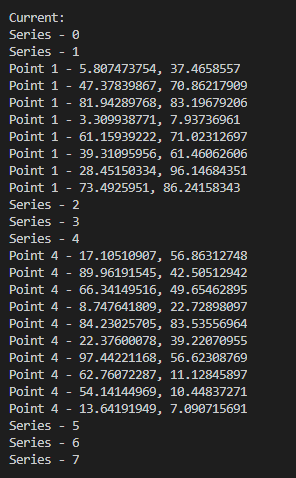 Current:
Series - 0
Series - 1
Point 1 - 5.807473754, 37.4658557
Point 1 - 47.37839867, 70.86217909
Point 1 - 81.94289768, 83.19679206
Point 1 - 3.309938771, 7.93736961
Point 1 - 61.15939222, 71.02312697
Point 1 - 39.31095956, 61.46062606
Point 1 - 28.45150334, 96.14684351
Point 1 - 73.4925951, 86.24158343
Series - 2
Series - 3
Series - 4
Point 4 - 17.10510907, 56.86312748
Point 4 - 89.96191545, 42.50512942
Point 4 - 66.34149516, 49.65462895
Point 4 - 8.747641809, 22.72898097
Point 4 - 84.23025705, 83.53556964
Point 4 - 22.37600078, 39.22070955
Point 4 - 97.44221168, 56.62308769
Point 4 - 62.76072287, 11.12845897
Point 4 - 54.14144969, 10.44837271
Point 4 - 13.64191949, 7.090715691
Series - 5
Series - 6
Series - 7